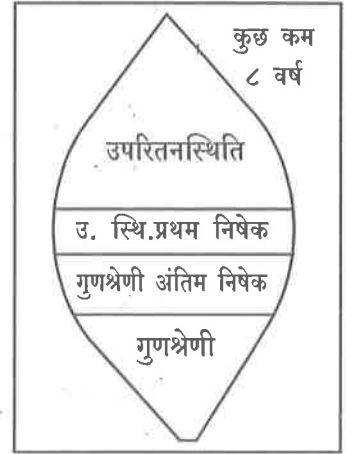 कुछ कम
८ वर्ष
उपरितनस्थिति
उ. स्थि.प्रथम निषेक
गुणश्रेणी अंतिम निषेक
गुणश्रेणी